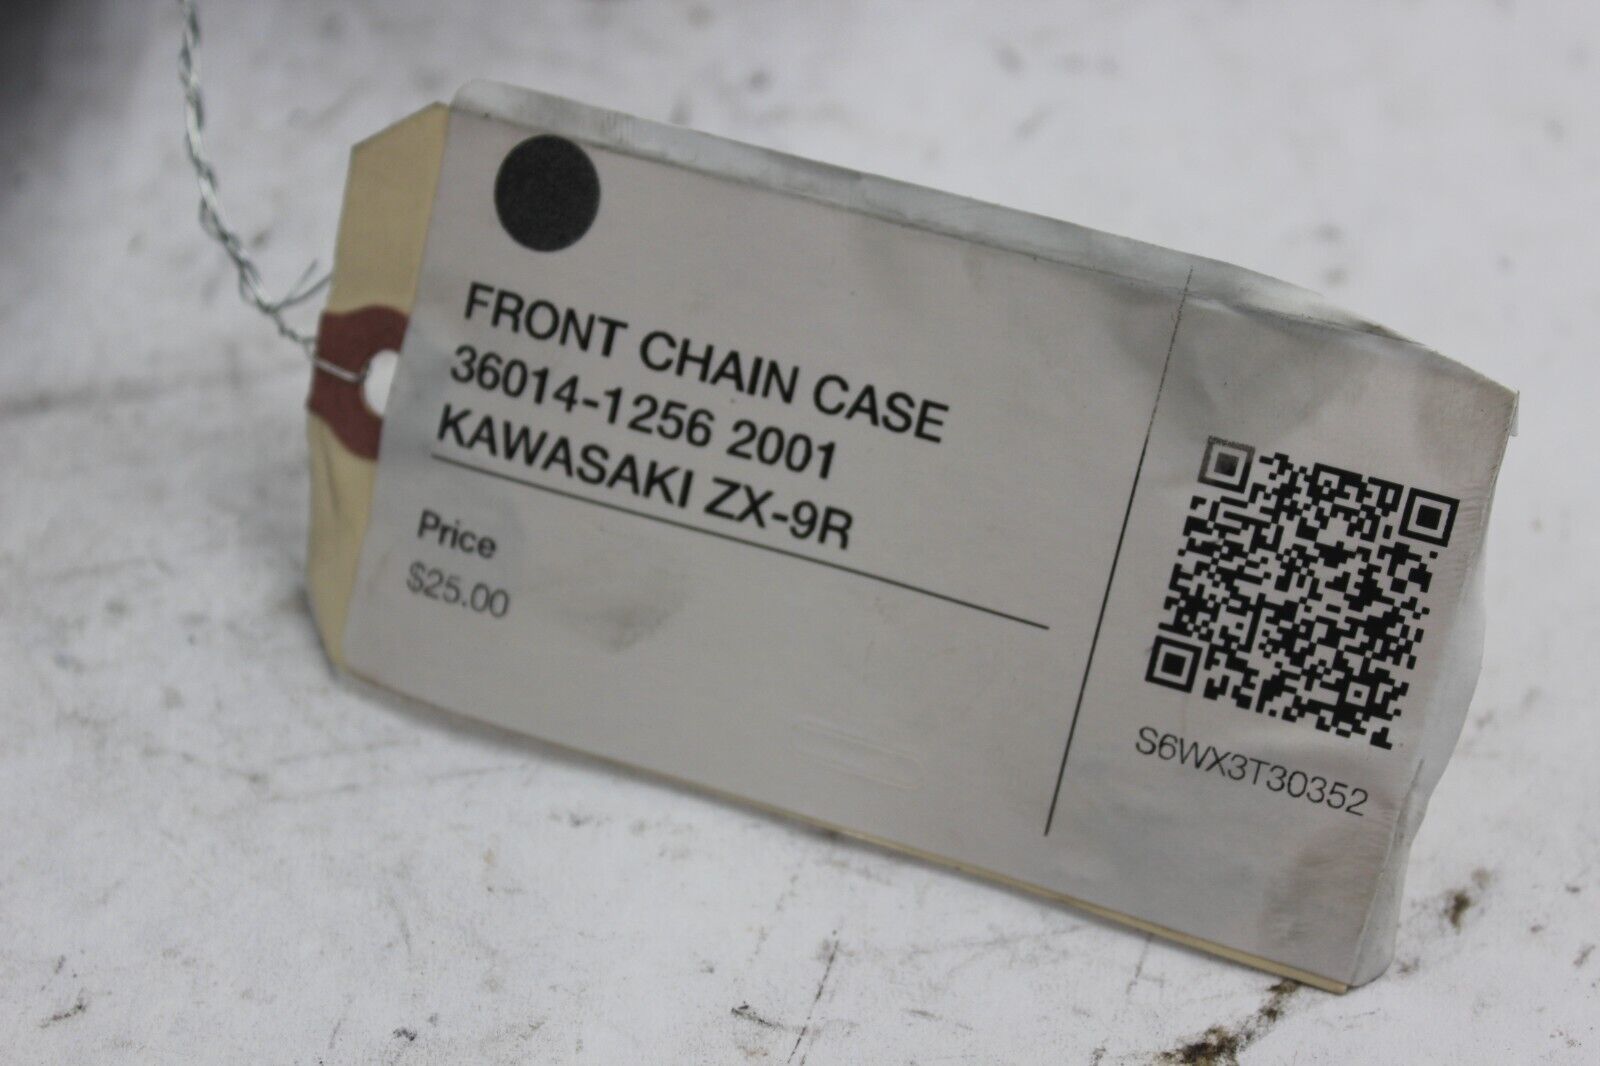 FRONT CHAIN CASE
36014-1256 2001
KAWASAKI ZX-9R
Price
$25.00
S6WX3T30352